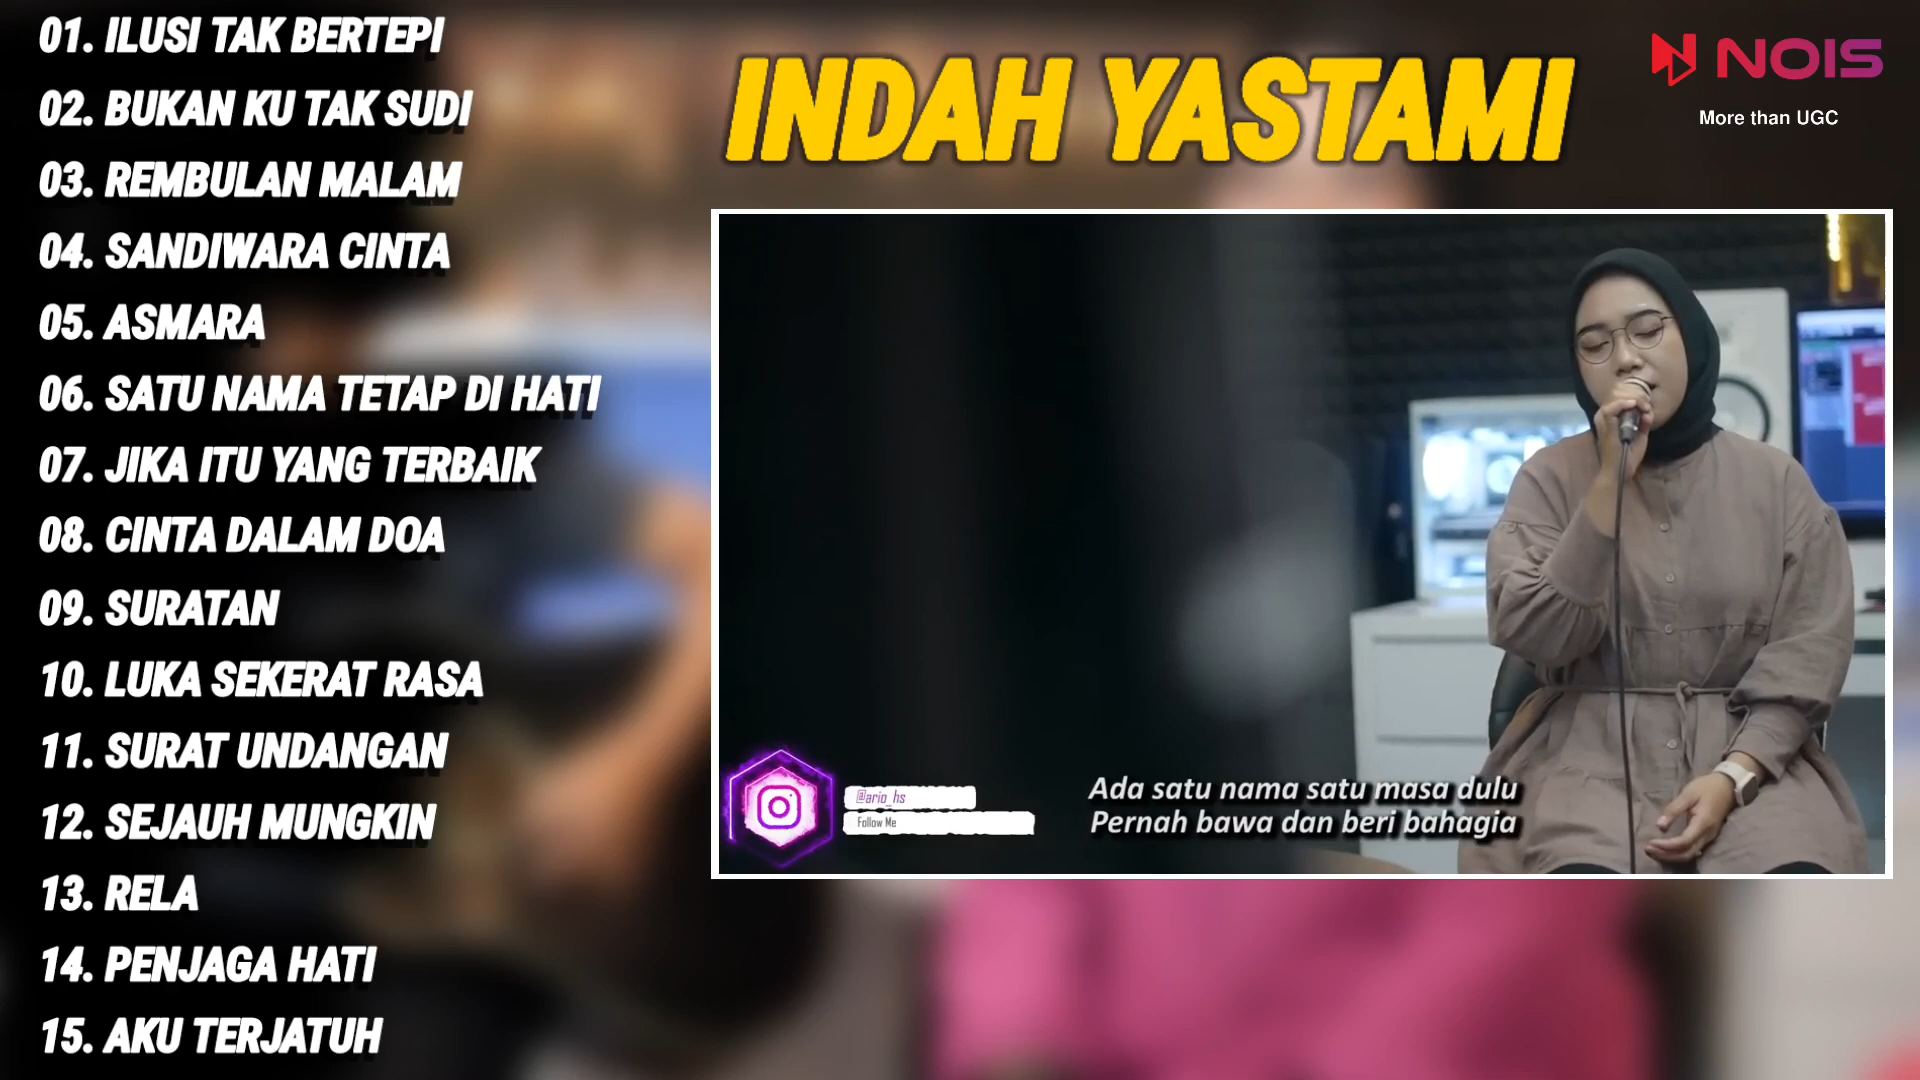 01. ILUSI TAK BERTEPI
02. BUKAN KU TAK SUDI
03. REMBULAN MALAM
04. SANDIWARA CINTA
05. ASMARA
06. SATU NAMA TETAP DI HATI
07. JIKA ITU YANG TERBAIK
08. CINTA DALAM DOA
09. SURATAN
10. LUKA SEKERAT RASA
11. SURAT UNDANGAN
12. SEJAUH MUNGKIN
13. RELA
14. PENJAGA HATI
15. AKU TERJATUH
INDAH YASTAMI
NOIS
More than UGC
@ario_hs
Follow Me
Ada satu nama satu masa dulu
Pernah bawa dan beri bahagia